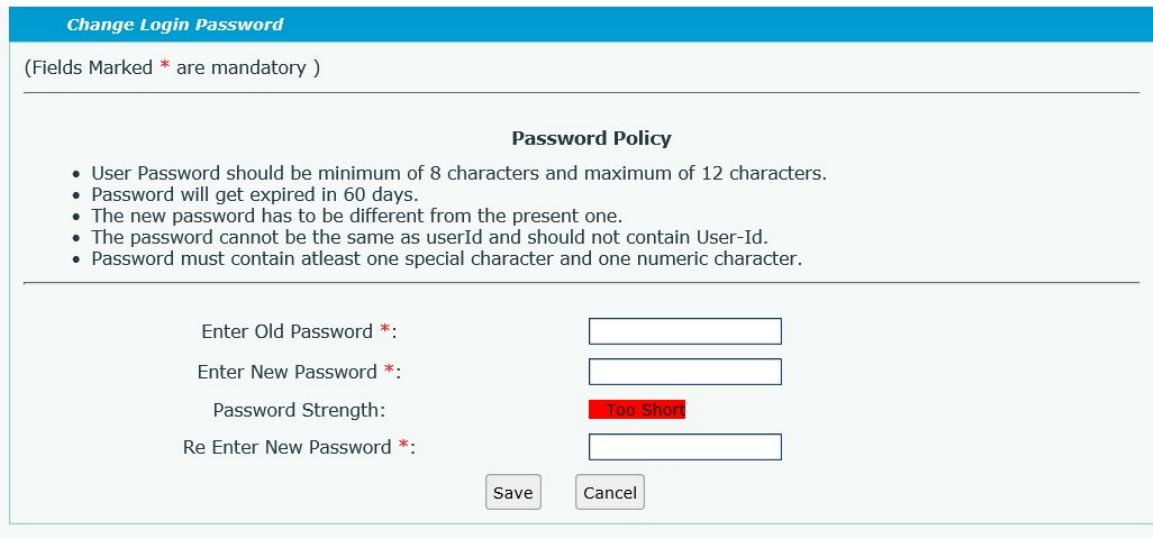 Change Login Password
(Fields Marked * are mandatory )
Password Policy
• User Password should be minimum of 8 characters and maximum of 12 characters.
• Password will get expired in 60 days.
• The new password has to be different from the present one.
• The password cannot be the same as userId and should not contain User-Id.
• Password must contain atleast one special character and one numeric character.
Enter Old Password *:
Enter New Password *:
Password Strength: Too Short
Re Enter New Password *:
Save Cancel